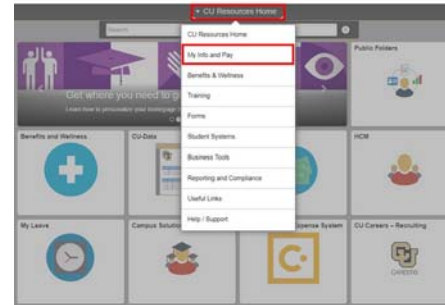 CU Resources Home
Search
CU Resources Home
My Info and Pay
Benefits & Wellness
Training
Forms
Student Systems
Business Tools
Reporting and Compliance
Useful Links
Help / Support
Get where you need to go
Learn how to personalize your homepage
Public Folders
Benefits and Wellness
CU-Data
HCM
My Leave
Campus Solutions
Expense System
CU Careers - Recruiting
CAREERS